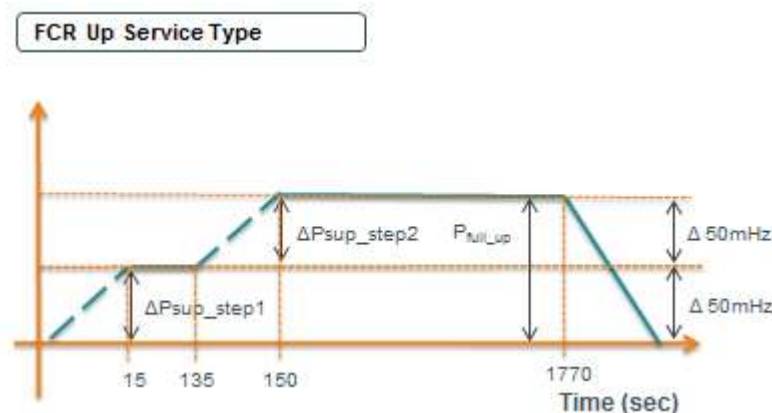 FCR Up Service Type
ΔPsup_step2
Pfull_up
Δ 50mHz
ΔPsup_step1
Δ 50mHz
15
135
150
1770
Time (sec)